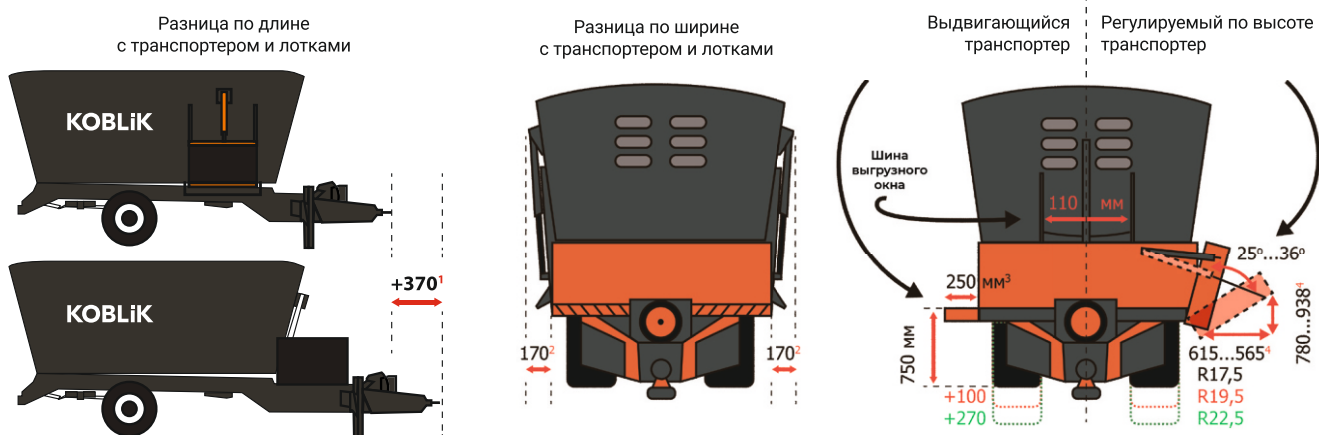 Разница по длине
с транспортером и лотками
KOBLiK
KOBLiK
+370¹
Разница по ширине
с транспортером и лотками
170²
170²
Выдвигающийся
транспортер
Регулируемый по высоте
транспортер
Шина
выгрузного
окна
110 мм
250 мм³
750 мм
+100
+270
25º...36º
780...938⁴
615...565⁴
R17,5
R19,5
R22,5